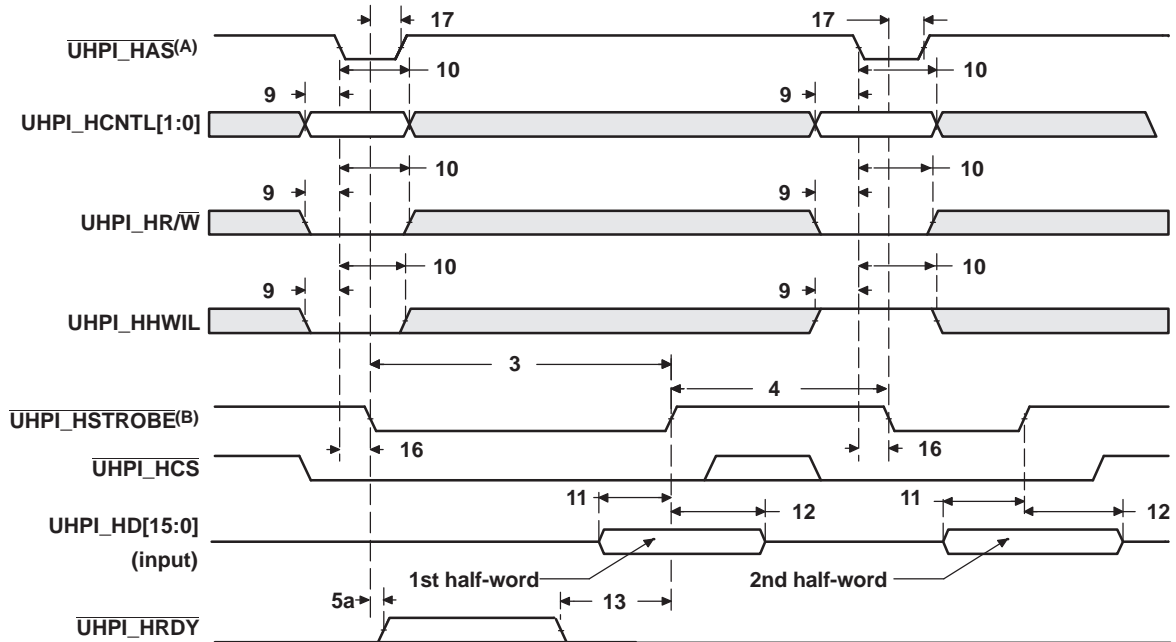 17
17
UHPI_HAS(A)
10
10
9
9
UHPI_HCNTL[1:0]
10
10
9
9
UHPI_HR/W
10
10
9
9
UHPI_HHWIL
3
4
UHPI_HSTROBE(B)
16
16
UHPI_HCS
11
11
12
12
UHPI_HD[15:0]
(input)
1st half-word
2nd half-word
5a
13
UHPI_HRDY